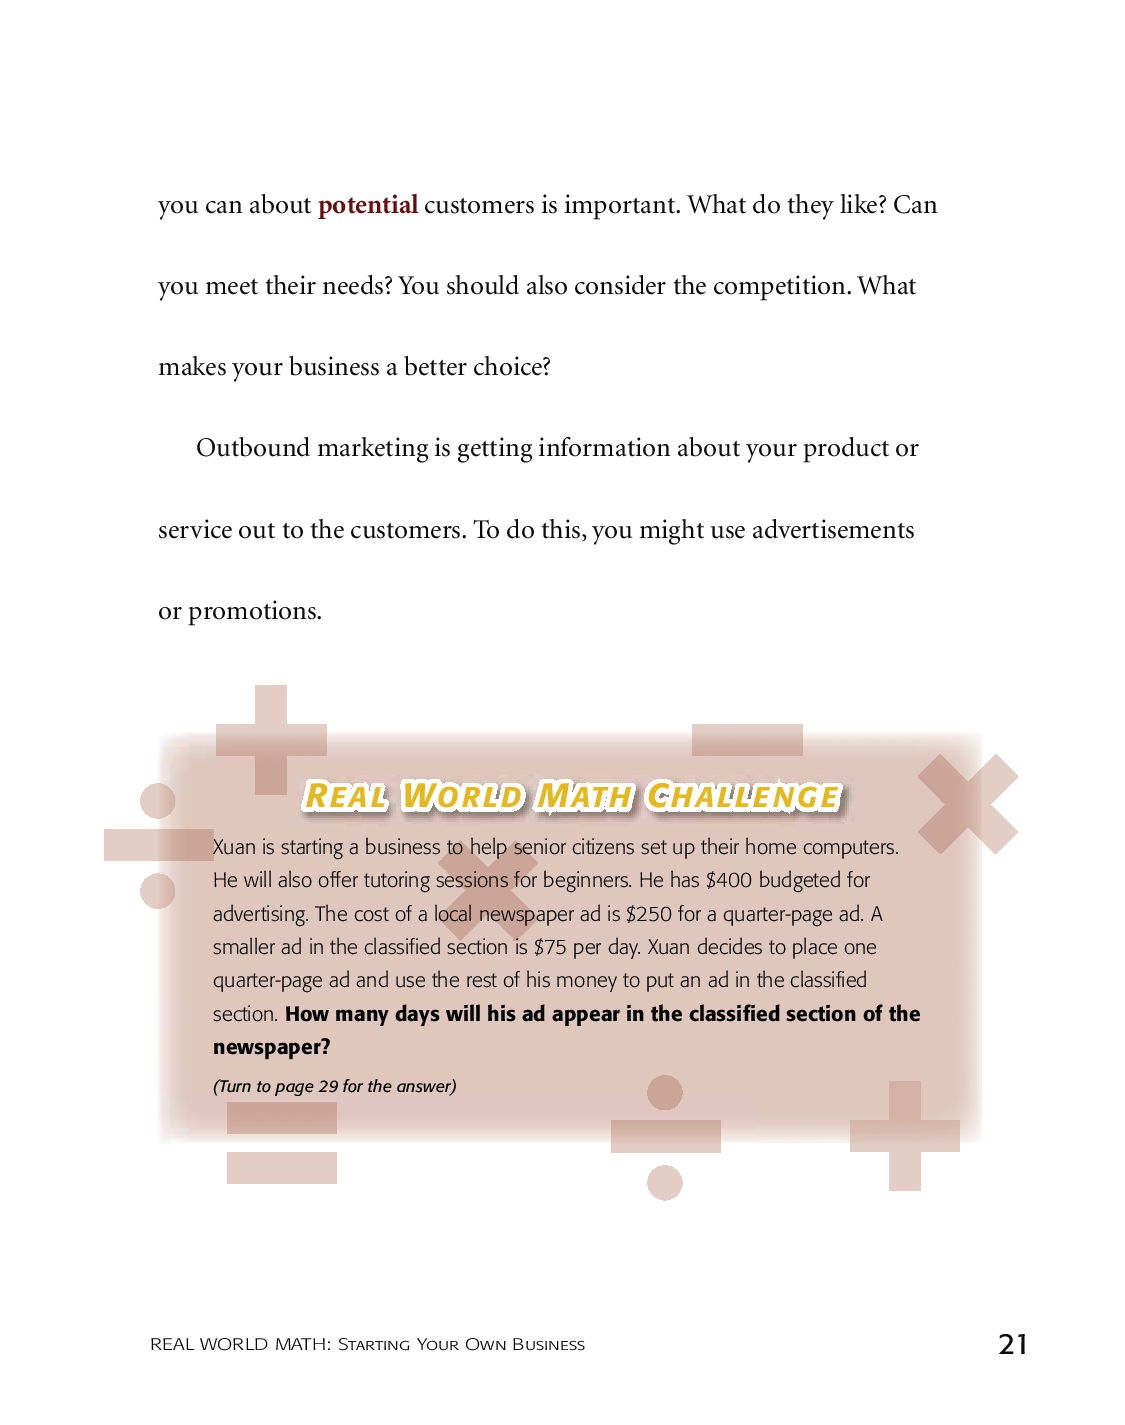 you can about potential customers is important. What do they like? Can
you meet their needs? You should also consider the competition. What
makes your business a better choice?
Outbound marketing is getting information about your product or
service out to the customers. To do this, you might use advertisements
or promotions.
REAL WORLD MATH CHALLENGE
Xuan is starting a business to help senior citizens set up their home computers.
He will also offer tutoring sessions for beginners. He has $400 budgeted for
advertising. The cost of a local newspaper ad is $250 for a quarter-page ad. A
smaller ad in the classified section is $75 per day. Xuan decides to place one
quarter-page ad and use the rest of his money to put an ad in the classified
section. How many days will his ad appear in the classified section of the
newspaper?
(Turn to page 29 for the answer)
REAL WORLD MATH: STARTING YOUR OWN BUSINESS 21